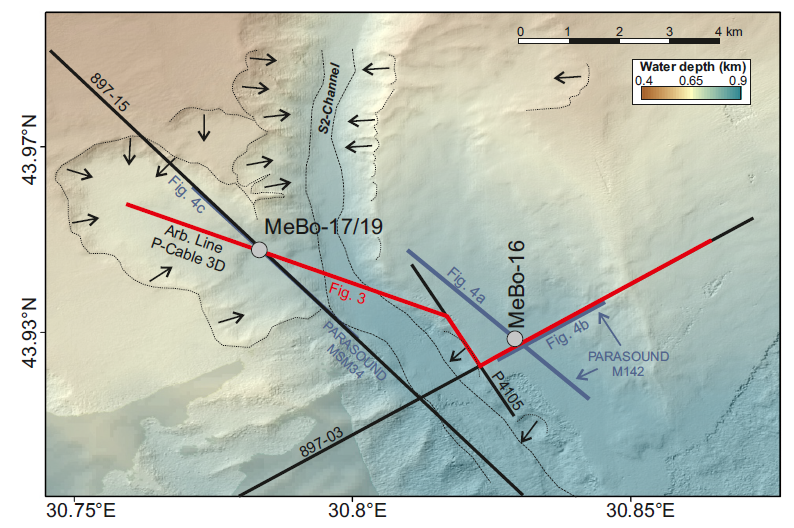 0 1 2 3 4 km
Water depth (km)
0.4 0.65 0.9
897-15
S2-Channel
43.97°N
Fig. 4c
Arb. Line
P-Cable 3D
MeBo-17/19
Fig. 3
Fig. 4a
MeBo-16
Fig. 4b
43.93°N
PARASOUND
MSM34
PARASOUND
M142
P4105
897-03
30.75°E 30.8°E 30.85°E